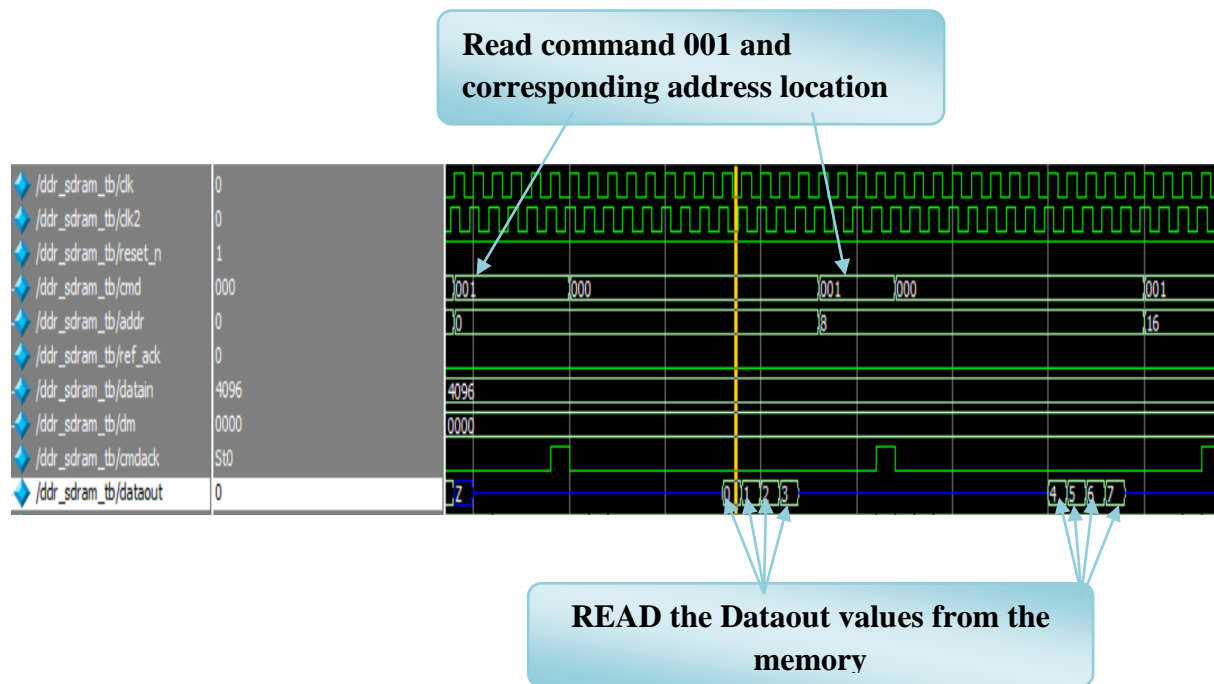 Read command 001 and
corresponding address location
/ddr_sdram_tb/clk 0
/ddr_sdram_tb/clk2 0
/ddr_sdram_tb/reset_n 1
/ddr_sdram_tb/cmd 000 001 000 001 000 001
/ddr_sdram_tb/addr 0 0 8 16
/ddr_sdram_tb/ref_ack 0
/ddr_sdram_tb/datain 4096 4096
/ddr_sdram_tb/dm 0000 0000
/ddr_sdram_tb/cmdack St0
/ddr_sdram_tb/dataout 0 Z 0 1 2 3 4 5 6 7
READ the Dataout values from the
memory